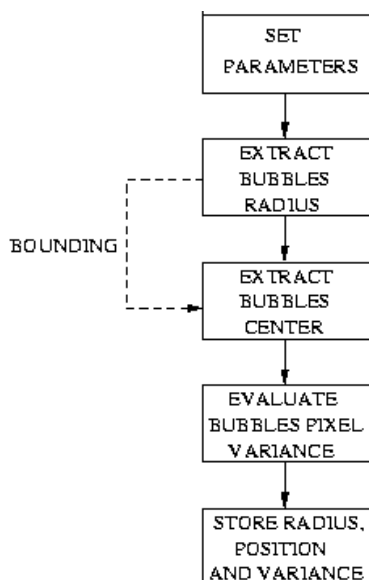 SET
PARAMETERS
EXTRACT
BUBBLES
RADIUS
BOUNDING
EXTRACT
BUBBLES
CENTER
EVALUATE
BUBBLES PIXEL
VARIANCE
STORE RADIUS,
POSITION
AND VARIANCE